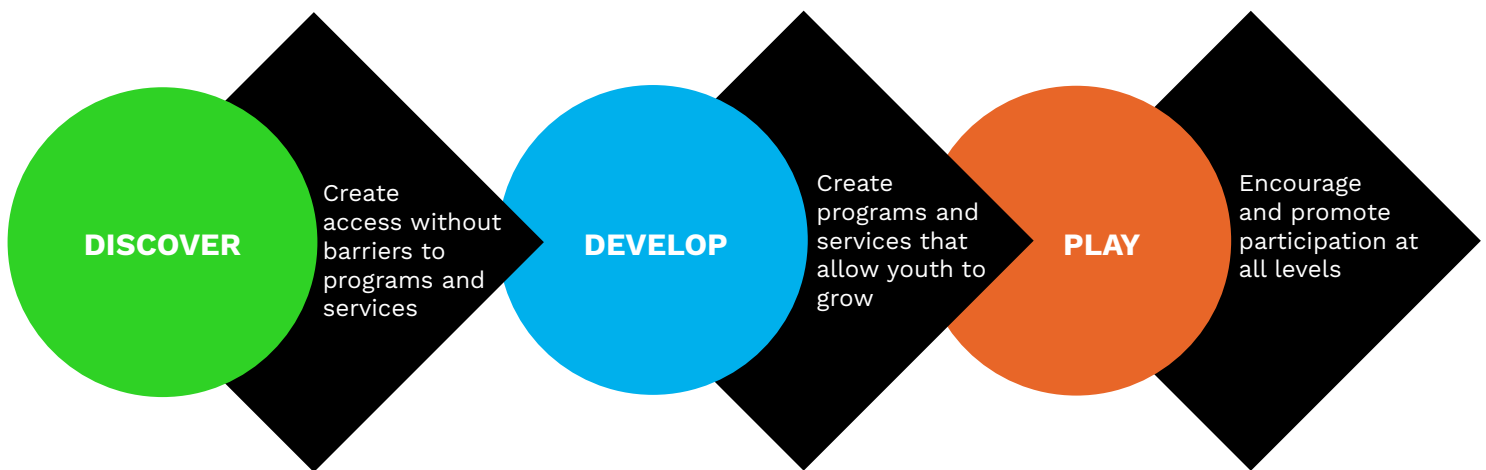 DISCOVER
Create
access without
barriers to
programs and
services
DEVELOP
Create
programs and
services that
allow youth to
grow
PLAY
Encourage
and promote
participation at
all levels